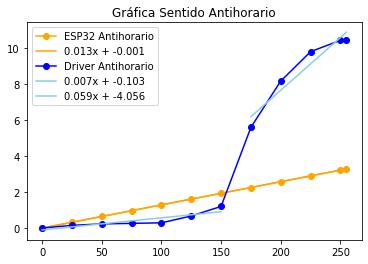 Gráfica Sentido Antihorario
ESP32 Antihorario
0.013x + -0.001
Driver Antihorario
0.007x + -0.103
0.059x + -4.056
10
8
6
4
2
0
0 50 100 150 200 250